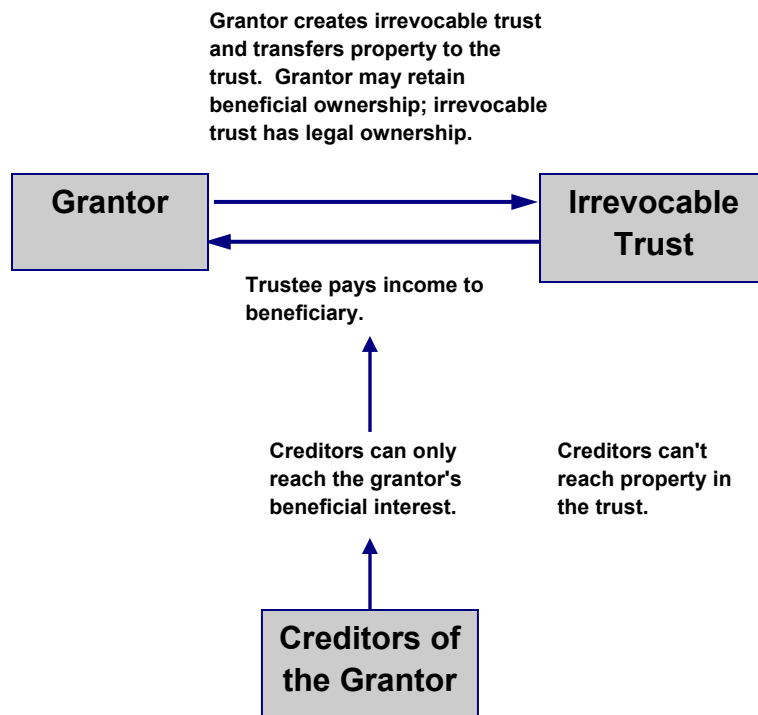 Grantor creates irrevocable trust
and transfers property to the
trust.  Grantor may retain
beneficial ownership; irrevocable
trust has legal ownership.
Grantor
Irrevocable
Trust
Trustee pays income to
beneficiary.
Creditors can only
reach the grantor's
beneficial interest.
Creditors can't
reach property in
the trust.
Creditors of
the Grantor